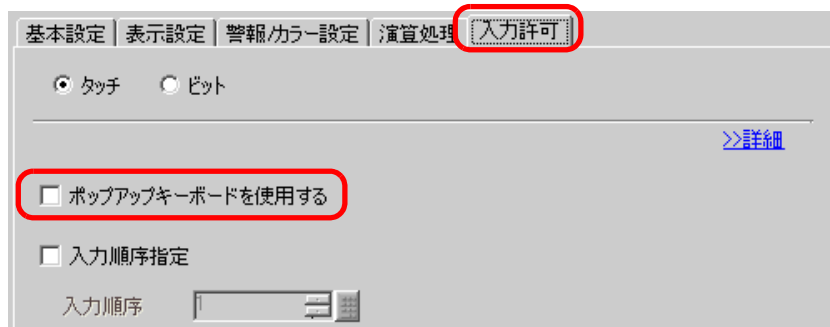 基本設定 表示設定 警報/カラー設定 演算処理 入力許可
タッチ ビット
>>詳細
ポップアップキーボードを使用する
入力順序指定
入力順序 1